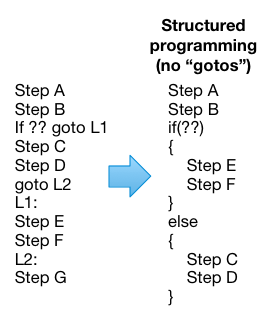 Structured
programming
(no “gotos”)
Step A
Step B
If ?? goto L1
Step C
Step D
goto L2
L1:
Step E
Step F
L2:
Step G
Step A
Step B
if(??)
{
Step E
Step F
}
else
{
Step C
Step D
}